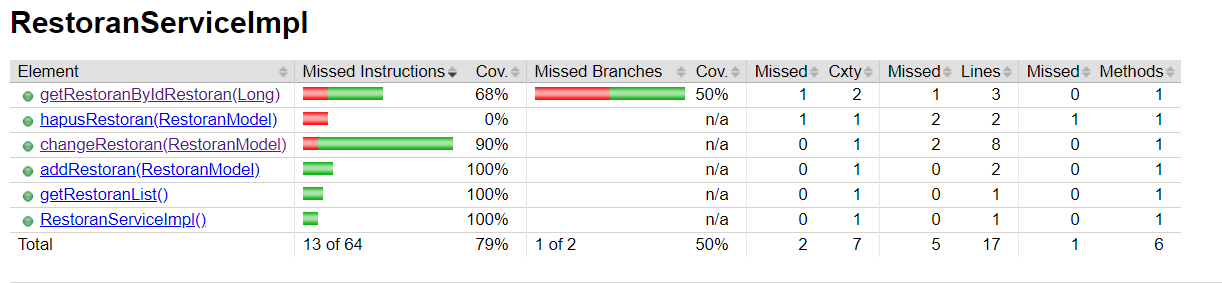 RestoranServiceImpl
Element Missed Instructions Cov. Missed Branches Cov. Missed Cxty Missed Lines Missed Methods
getRestoranByIdRestoran(Long) 68% 50% 1 2 1 3 0 1
hapusRestoran(RestoranModel) 0% n/a 1 1 2 2 1 1
changeRestoran(RestoranModel) 90% n/a 0 1 2 8 0 1
addRestoran(RestoranModel) 100% n/a 0 1 0 2 0 1
getRestoranList() 100% n/a 0 1 0 1 0 1
RestoranServiceImpl() 100% n/a 0 1 0 1 0 1
Total 13 of 64 79% 1 of 2 50% 2 7 5 17 1 6